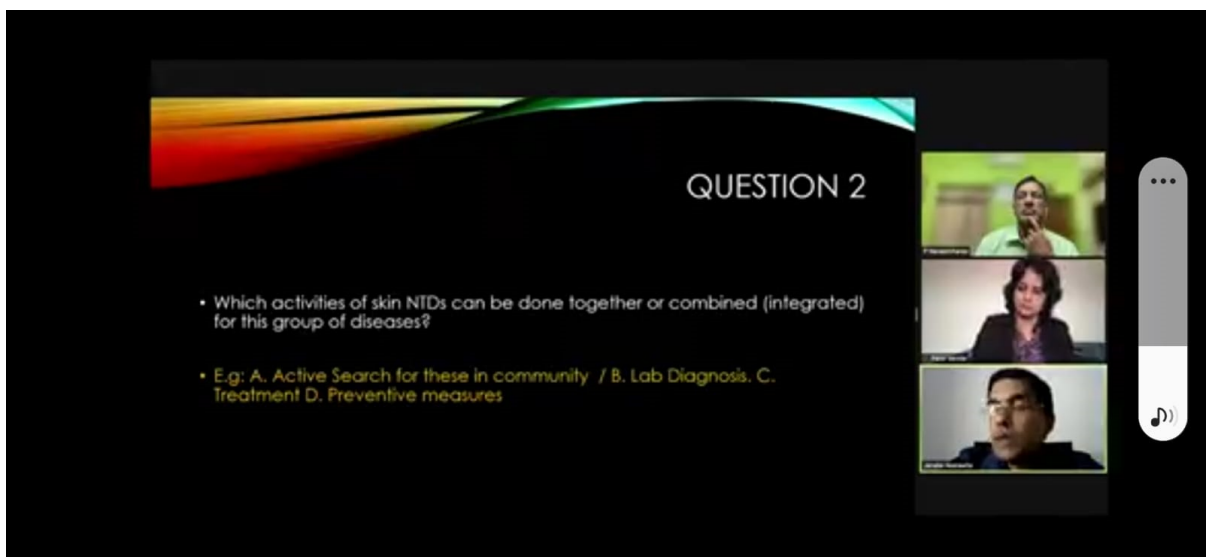 QUESTION 2
• Which activities of skin NTDs can be done together or combined (integrated)
for this group of diseases?
• E.g: A. Active Search for these in community / B. Lab Diagnosis. C.
Treatment D. Preventive measures